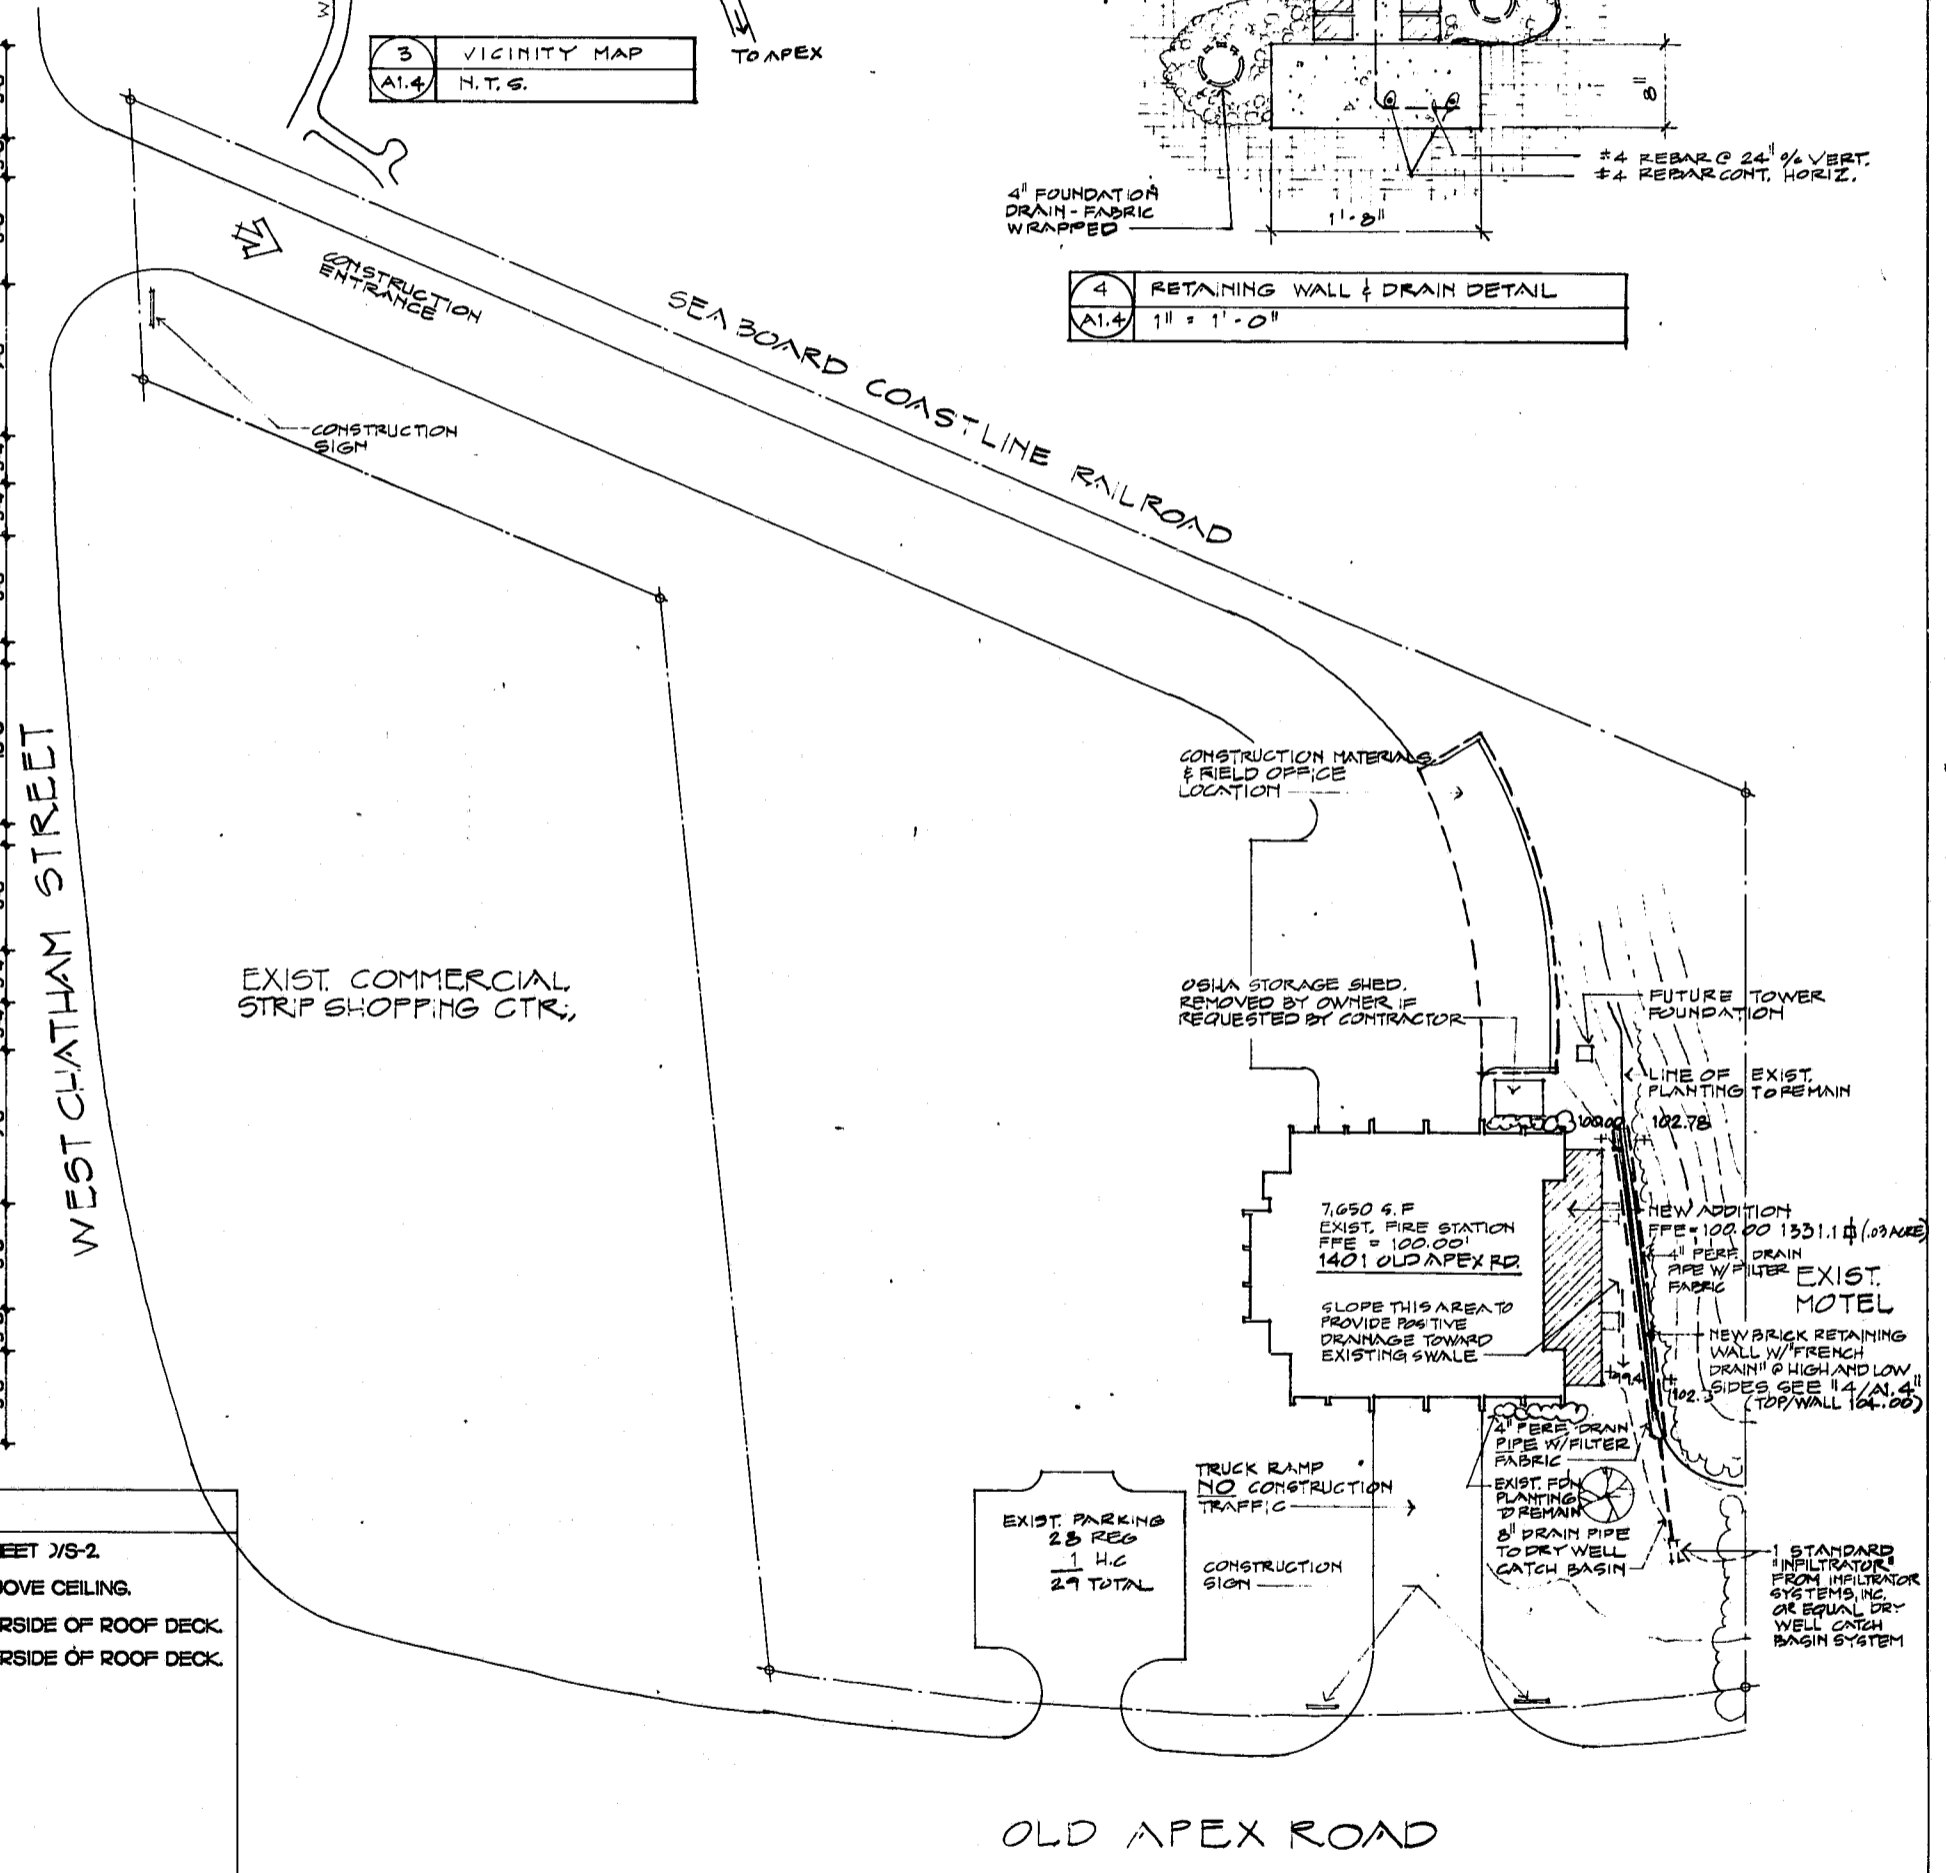 3
VICINITY MAP
A1.4
N.T.S.
TO APEX
8"
#4 REBAR @ 24" % VERT.
#4 REBAR CONT. HORIZ.
4" FOUNDATION
DRAIN - FABRIC
WRAPPED
1'-8"
4
RETAINING WALL & DRAIN DETAIL
A1.4
1" = 1'-0"
CONSTRUCTION
ENTRANCE
SEABOARD COASTLINE RAILROAD
CONSTRUCTION
SIGN
WEST CHATHAM STREET
EXIST. COMMERCIAL
STRIP SHOPPING CTR.
CONSTRUCTION MATERIALS
& FIELD OFFICE
LOCATION
OSHA STORAGE SHED.
REMOVED BY OWNER IF
REQUESTED BY CONTRACTOR
FUTURE TOWER
FOUNDATION
LINE OF EXIST.
PLANTING TO REMAIN
100.00
102.78
7,650 S.F
EXIST. FIRE STATION
FFE = 100.00'
1401 OLD APEX RD.
SLOPE THIS AREA TO
PROVIDE POSITIVE
DRAINAGE TOWARD
EXISTING SWALE
NEW ADDITION
FFE = 100.00 1331.1 (.03 ACRE)
4" PERF. DRAIN
PIPE W/FILTER
FABRIC
EXIST.
MOTEL
NEW BRICK RETAINING
WALL W/"FRENCH
DRAIN" @ HIGH AND LOW
SIDES SEE "4/A1.4"
(TOP/WALL 104.00)
99.4
102.
4" PERF DRAIN
PIPE W/FILTER
FABRIC
EXIST. FDN
PLANTING
TO REMAIN
8" DRAIN PIPE
TO DRY WELL
CATCH BASIN
1 STANDARD
"INFILTRATOR"
FROM INFILTRATOR
SYSTEMS, INC.
OR EQUAL DRY
WELL CATCH
BASIN SYSTEM
TRUCK RAMP
NO CONSTRUCTION
TRAFFIC
EXIST. PARKING
28 REG
1 H.C
29 TOTAL
CONSTRUCTION
SIGN
EET )/S-2.
OVE CEILING.
RSIDE OF ROOF DECK.
RSIDE OF ROOF DECK.
OLD APEX ROAD